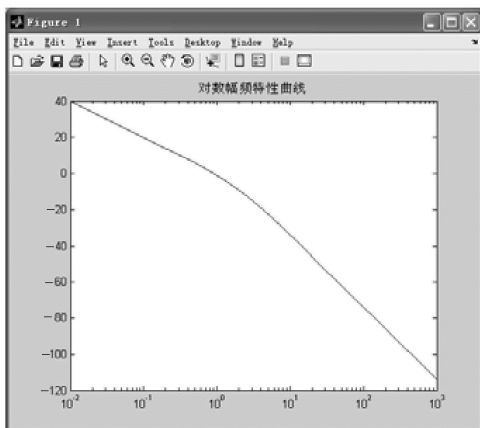 Figure 1
File Edit View Insert Tools Desktop Window Help
对数幅频特性曲线
40
20
0
-20
-40
-60
-80
-100
-120
10-2 10-1 100 101 102 103